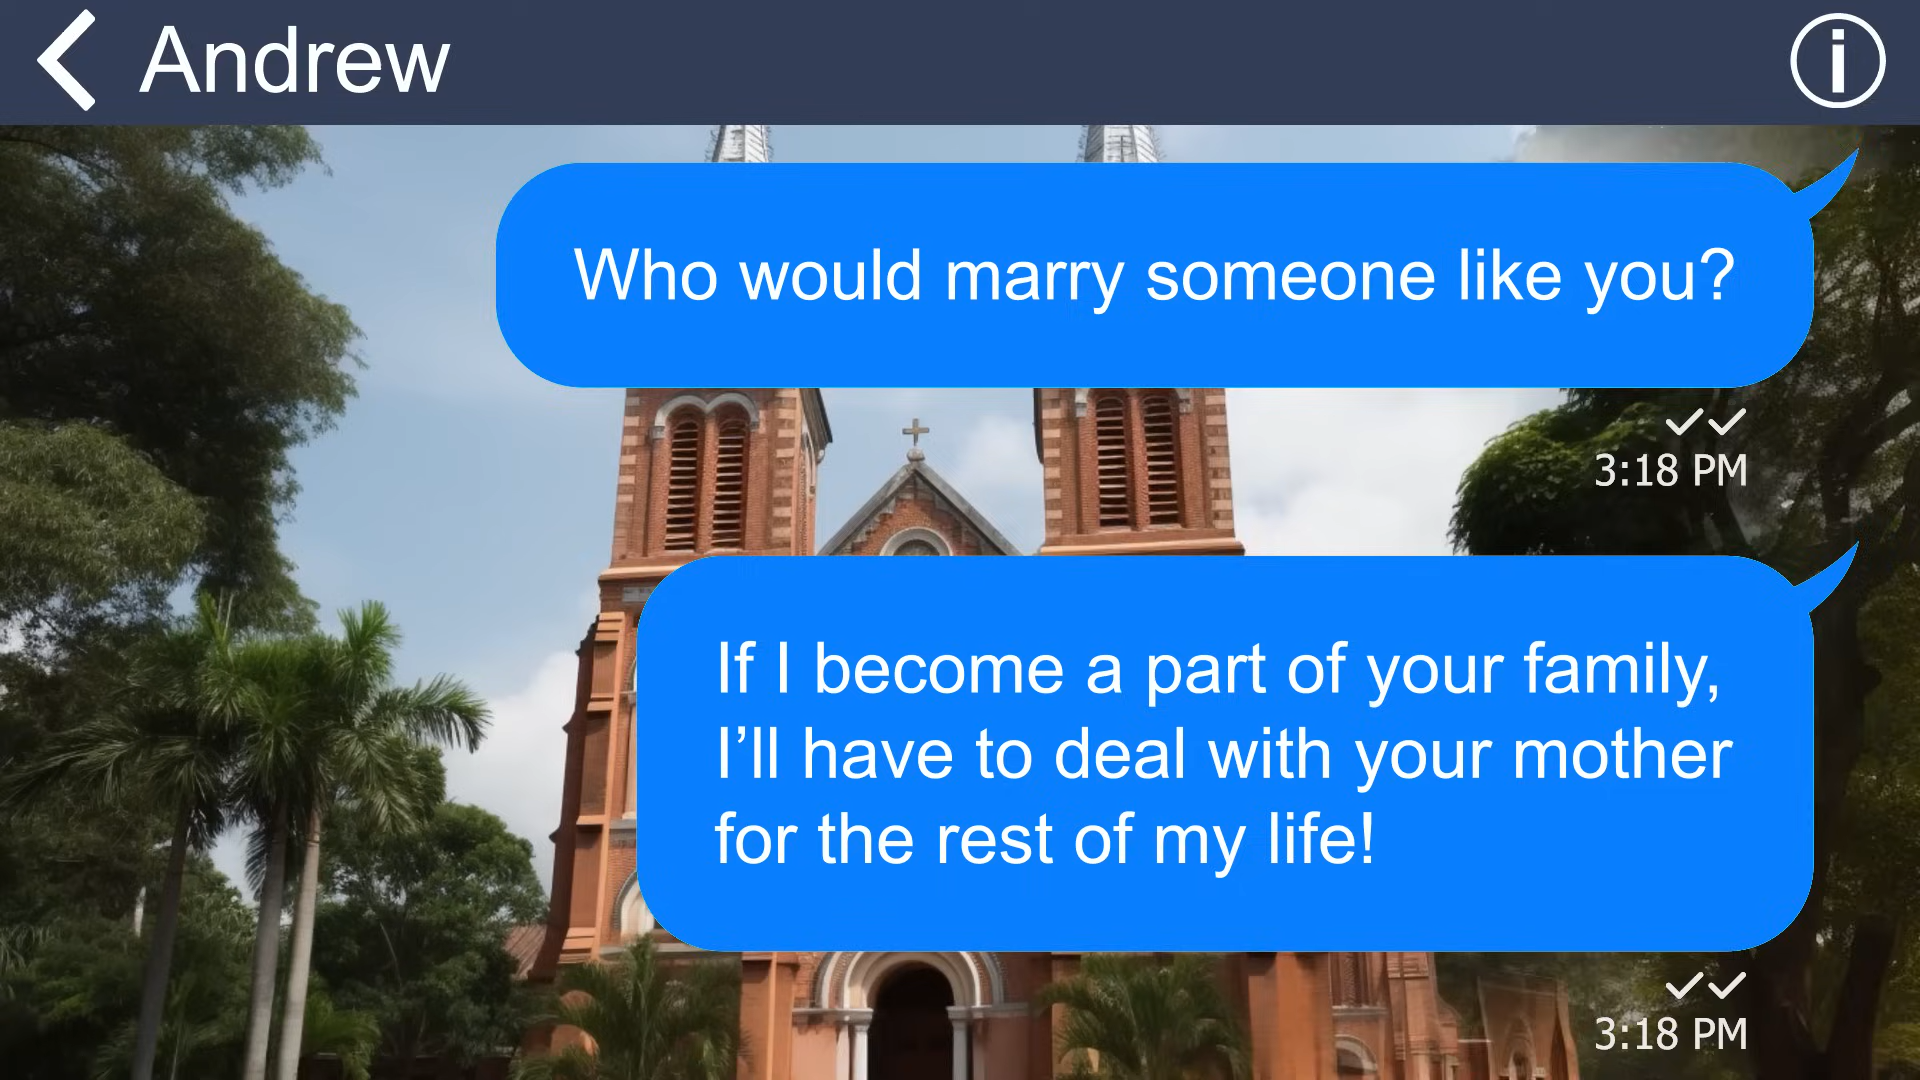 Andrew
Who would marry someone like you?
3:18 PM
If I become a part of your family,
I’ll have to deal with your mother
for the rest of my life!
3:18 PM